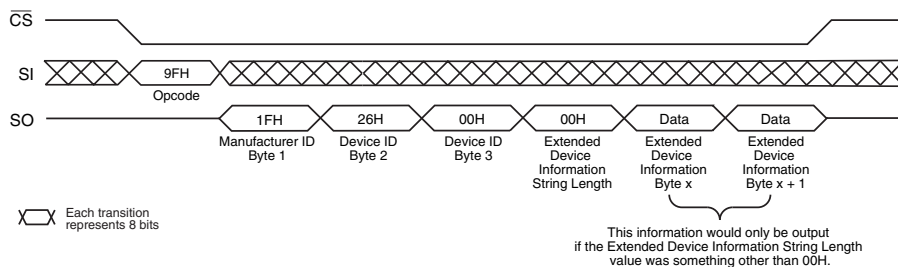 CS
SI
9FH
Opcode
SO
1FH
26H
00H
00H
Data
Data
Manufacturer ID
Byte 1
Device ID
Byte 2
Device ID
Byte 3
Extended
Device
Information
String Length
Extended
Device
Information
Byte x
Extended
Device
Information
Byte x + 1
Each transition
represents 8 bits
This information would only be output
if the Extended Device Information String Length
value was something other than 00H.